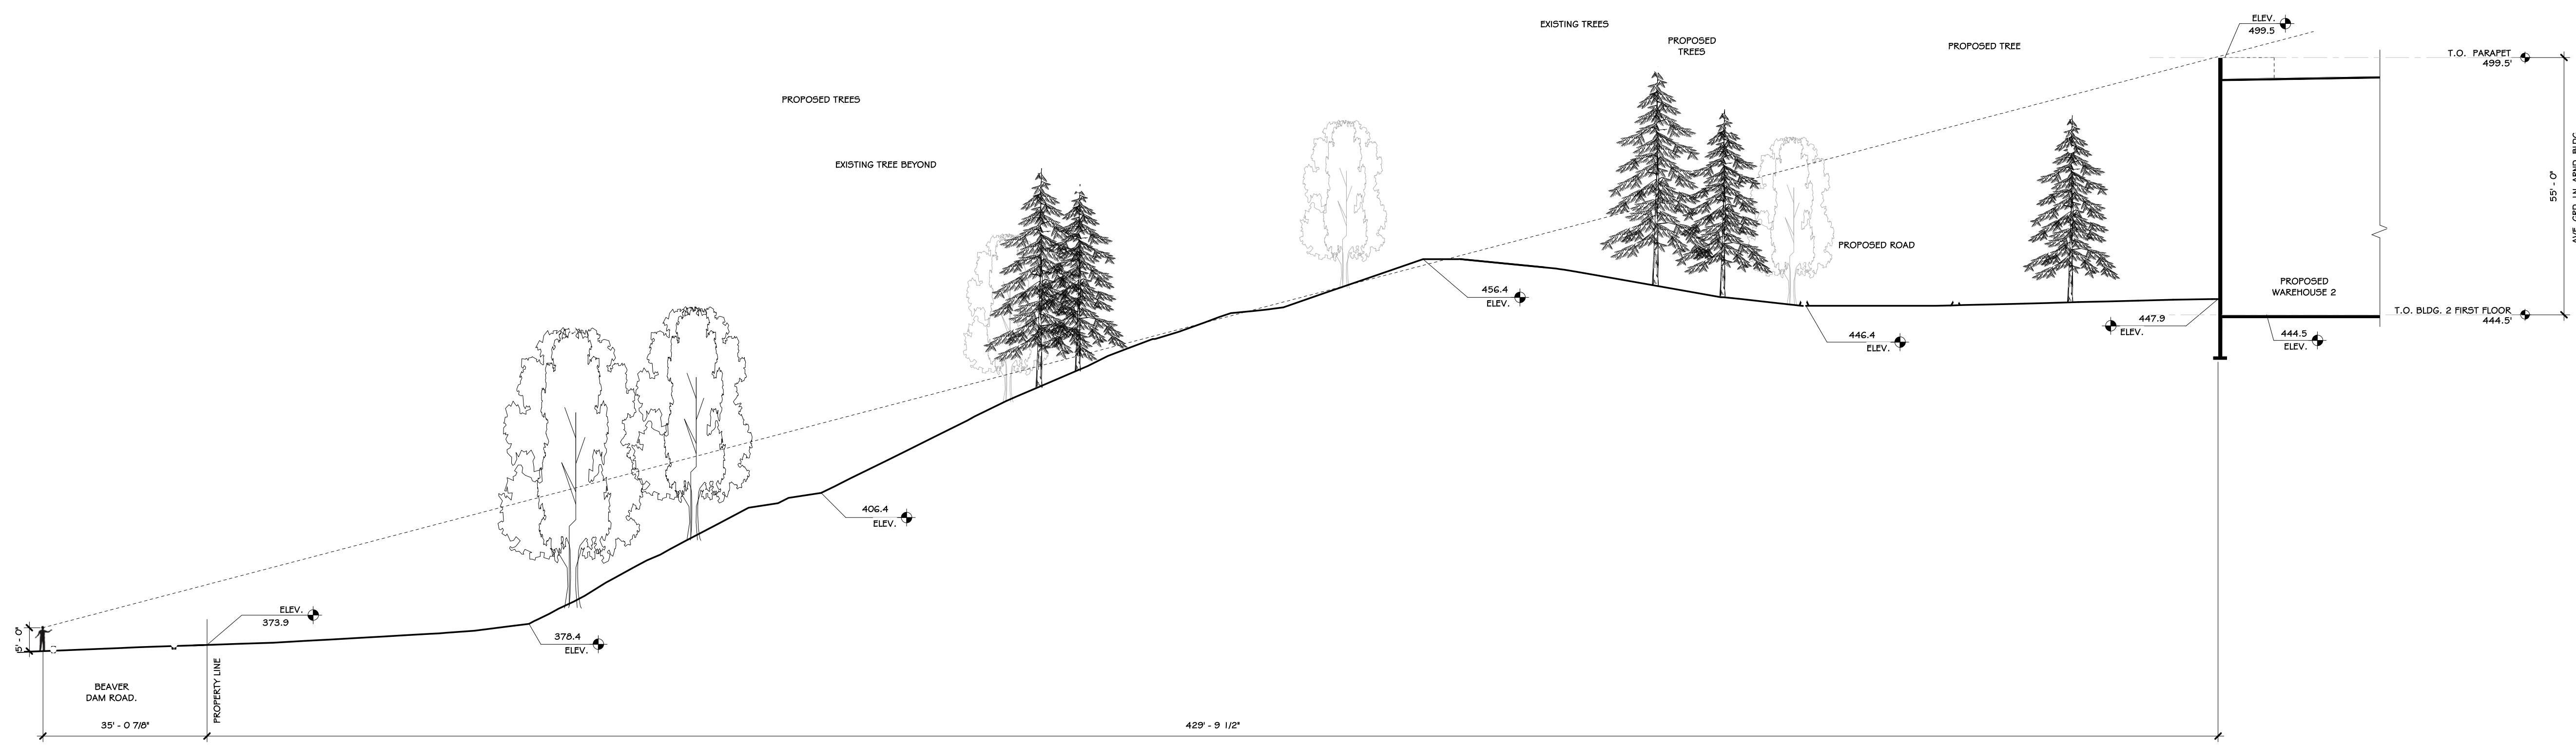 EXISTING TREES
ELEV.
499.5
PROPOSED
TREES
PROPOSED TREE
T.O. PARAPET
499.5'
PROPOSED TREES
EXISTING TREE BEYOND
55' - 0"
PROPOSED ROAD
PROPOSED
WAREHOUSE 2
456.4
ELEV.
T.O. BLDG. 2 FIRST FLOOR
444.5'
447.9
ELEV.
446.4
ELEV.
444.5
ELEV.
406.4
ELEV.
ELEV.
373.9
378.4
ELEV.
5' - 0"
PROPERTY LINE
BEAVER
DAM ROAD.
35' - 0 7/8"
429' - 9 1/2"